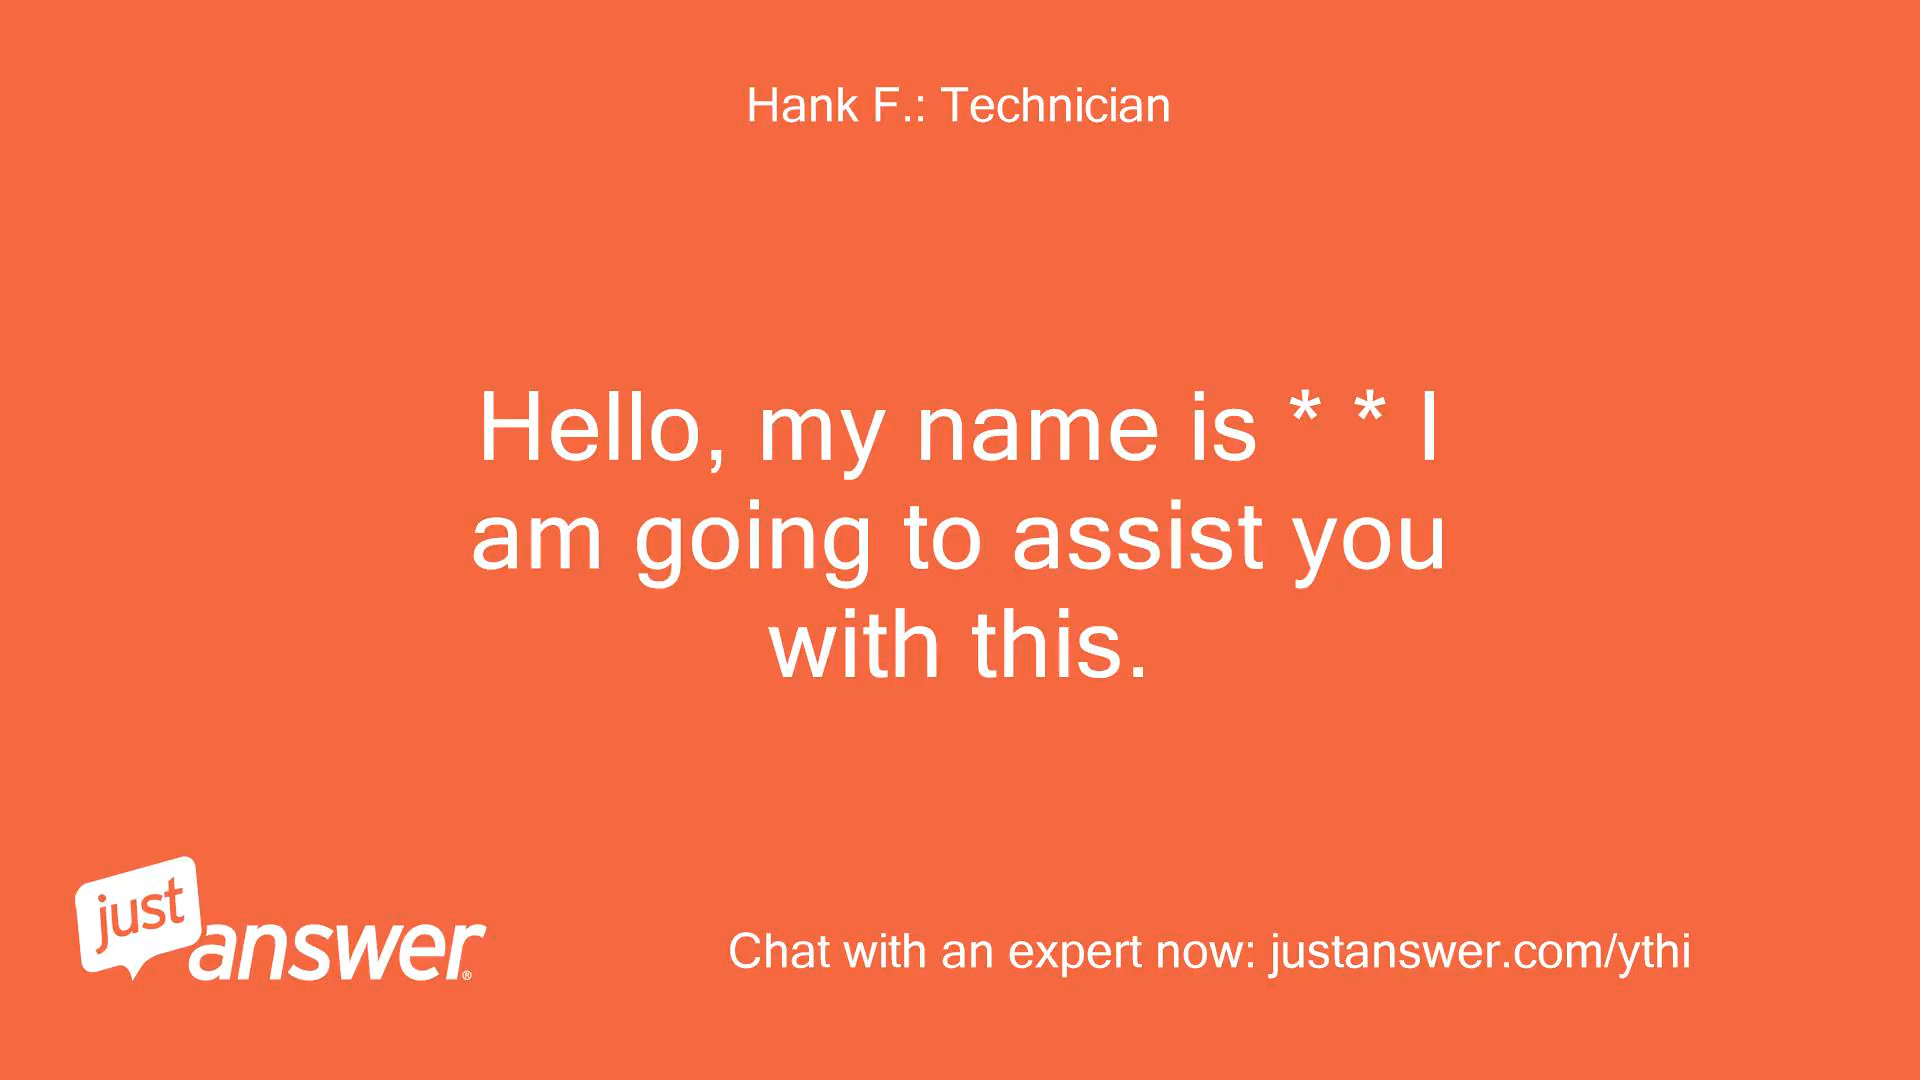 Hank F.: Technician
Hello, my name is * * I
am going to assist you
with this.
just
answer®
Chat with an expert now: justanswer.com/ythi